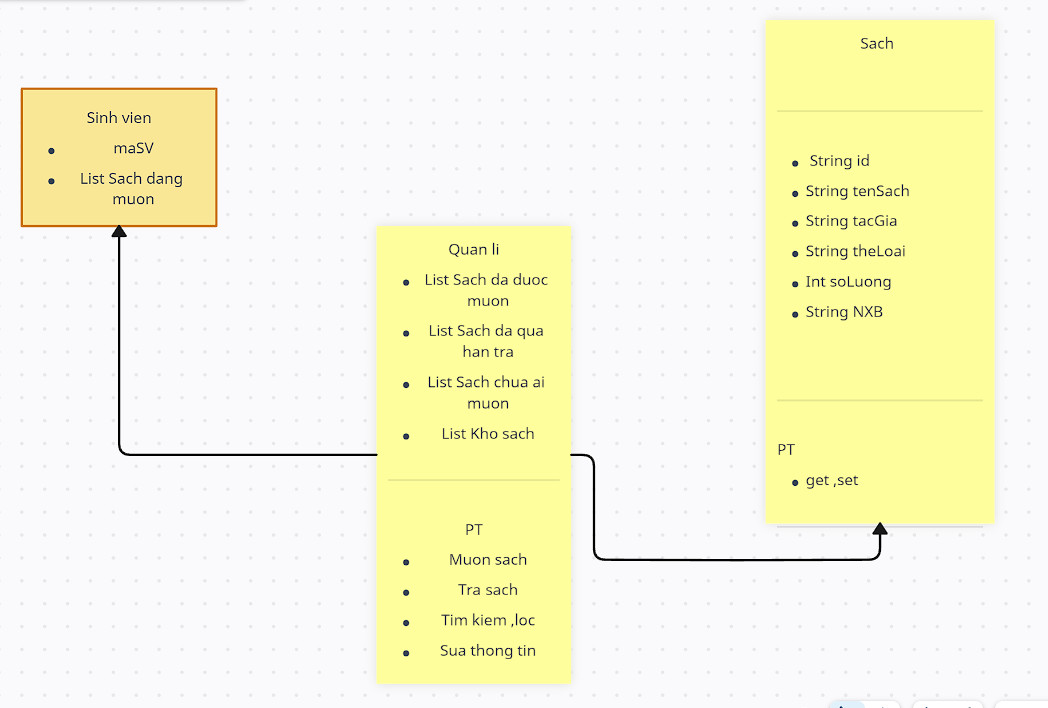 Sinh vien
maSV
List Sach dang
muon
Quan li
List Sach da duoc
muon
List Sach da qua
han tra
List Sach chua ai
muon
List Kho sach
PT
Muon sach
Tra sach
Tim kiem ,loc
Sua thong tin
Sach
String id
String tenSach
String tacGia
String theLoai
Int soLuong
String NXB
PT
get ,set